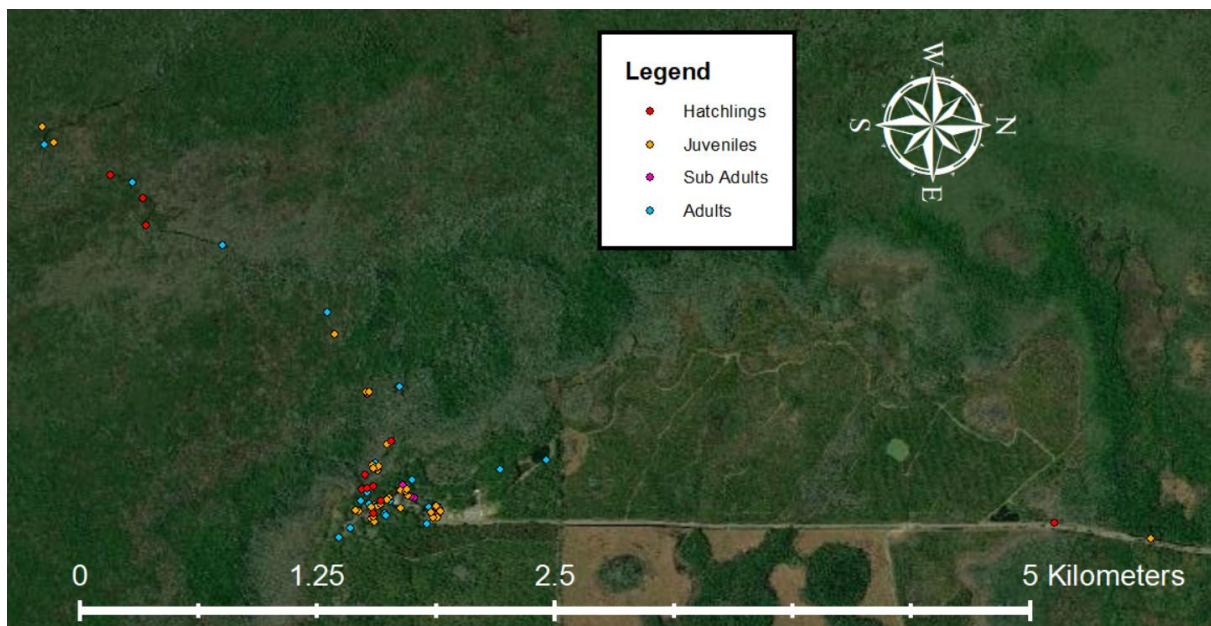 Legend
Hatchlings
Juveniles
Sub Adults
Adults
W
S
N
E
0
1.25
2.5
5 Kilometers